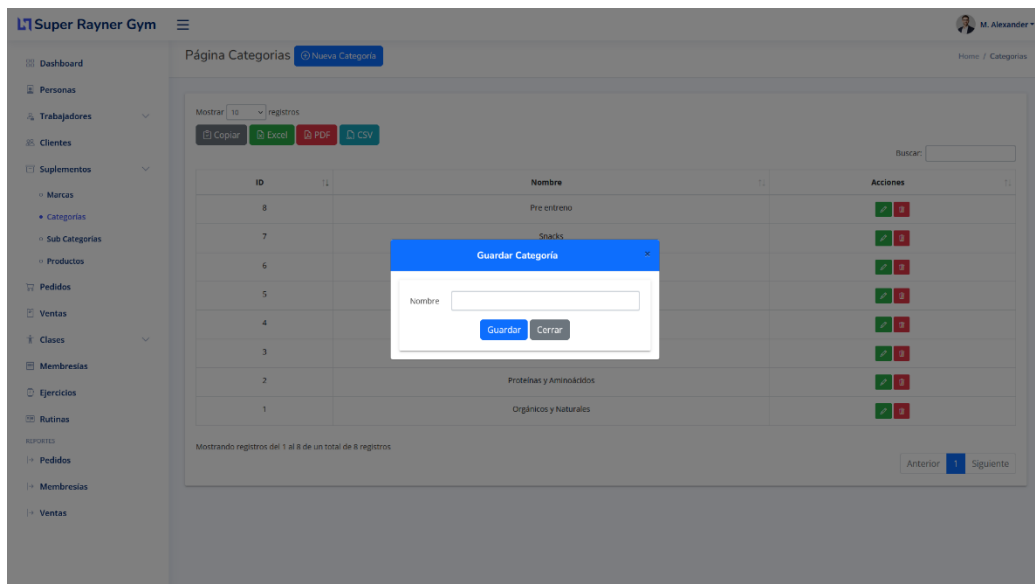 Super Rayner Gym
M. Alexander
Dashboard
Personas
Trabajadores
Clientes
Suplementos
Marcas
Categorías
Sub Categorias
Productos
Pedidos
Ventas
Clases
Membresías
Ejercicios
Rutinas
REPORTES
Pedidos
Membresías
Ventas
Página Categorias
Nueva Categoría
Home / Categorias
Mostrar 10 registros
Copiar Excel PDF CSV
Buscar:
ID Nombre Acciones
8 Pre entreno
7 Snacks
6
5
4
3
2 Proteínas y Aminoácidos
1 Orgánicos y Naturales
Guardar Categoría ×
Nombre
Guardar Cerrar
Mostrando registros del 1 al 8 de un total de 8 registros
Anterior 1 Siguiente